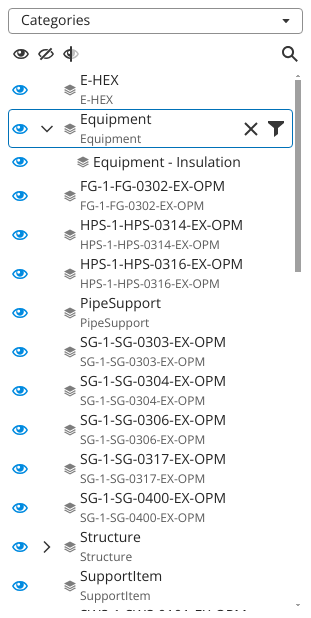 Categories
E-HEX
E-HEX
Equipment
Equipment
Equipment - Insulation
FG-1-FG-0302-EX-OPM
FG-1-FG-0302-EX-OPM
HPS-1-HPS-0314-EX-OPM
HPS-1-HPS-0314-EX-OPM
HPS-1-HPS-0316-EX-OPM
HPS-1-HPS-0316-EX-OPM
PipeSupport
PipeSupport
SG-1-SG-0303-EX-OPM
SG-1-SG-0303-EX-OPM
SG-1-SG-0304-EX-OPM
SG-1-SG-0304-EX-OPM
SG-1-SG-0306-EX-OPM
SG-1-SG-0306-EX-OPM
SG-1-SG-0317-EX-OPM
SG-1-SG-0317-EX-OPM
SG-1-SG-0400-EX-OPM
SG-1-SG-0400-EX-OPM
Structure
Structure
SupportItem
SupportItem